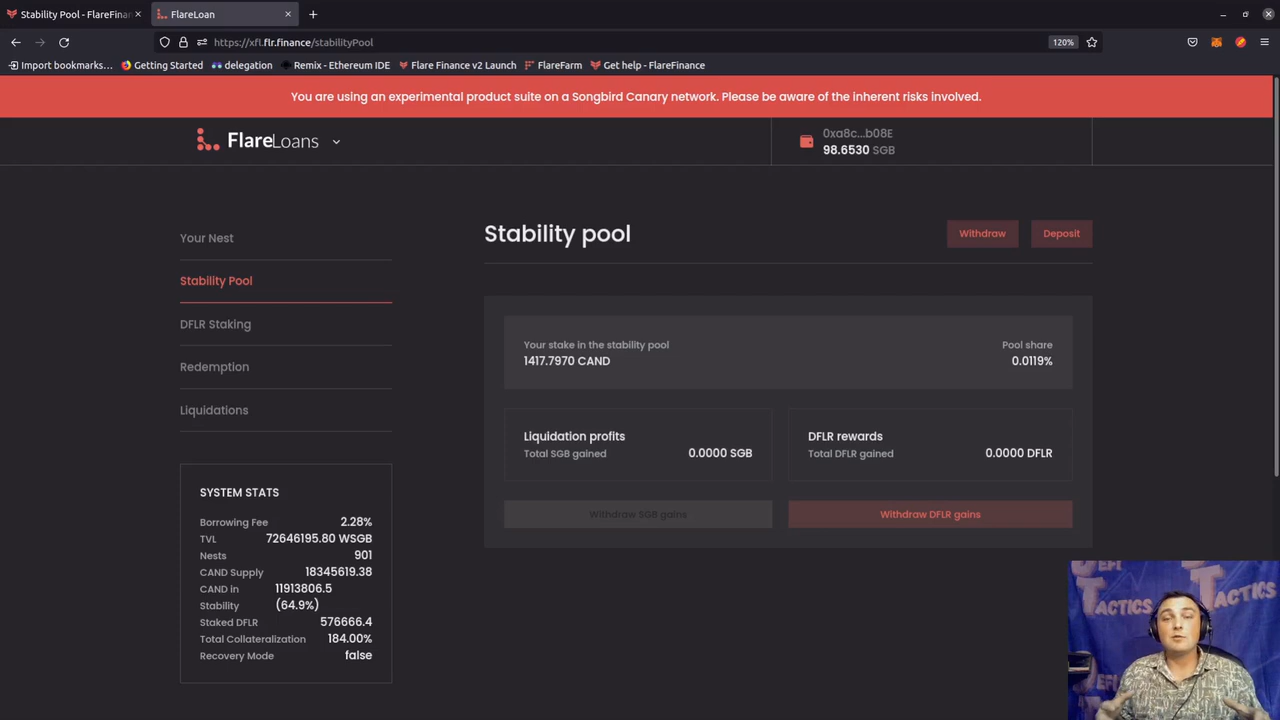 Stability Pool - FlareFinan
FlareLoan
https://xfl.flr.finance/stabilityPool
120%
Import bookmarks...
Getting Started
delegation
Remix - Ethereum IDE
Flare Finance v2 Launch
FlareFarm
Get help - FlareFinance
You are using an experimental product suite on a Songbird Canary network. Please be aware of the inherent risks involved.
FlareLoans
0xa8c...b08E
98.6530 SGB
Your Nest
Stability Pool
DFLR Staking
Redemption
Liquidations
Stability pool
Withdraw
Deposit
Your stake in the stability pool
1417.7970 CAND
Pool share
0.0119%
Liquidation profits
Total SGB gained
0.0000 SGB
DFLR rewards
Total DFLR gained
0.0000 DFLR
Withdraw SGB gains
Withdraw DFLR gains
SYSTEM STATS
Borrowing Fee 2.28%
TVL 72646195.80 WSGB
Nests 901
CAND Supply 18345619.38
CAND in 11913806.5
Stability (64.9%)
Staked DFLR 576666.4
Total Collateralization 184.00%
Recovery Mode false
TACTICS
TACTICS